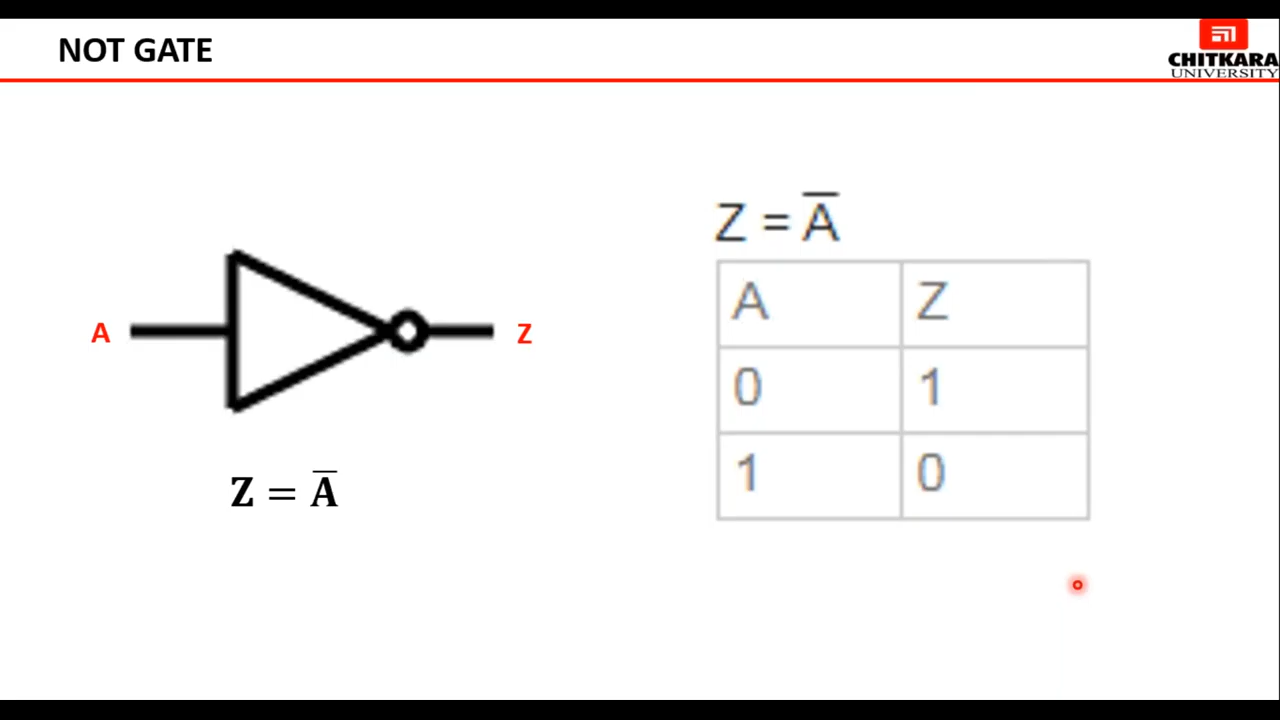 NOT GATE
CHITKARA
UNIVERSITY
A
Z
Z = A̅
Z = A̅
A Z
0 1
1 0